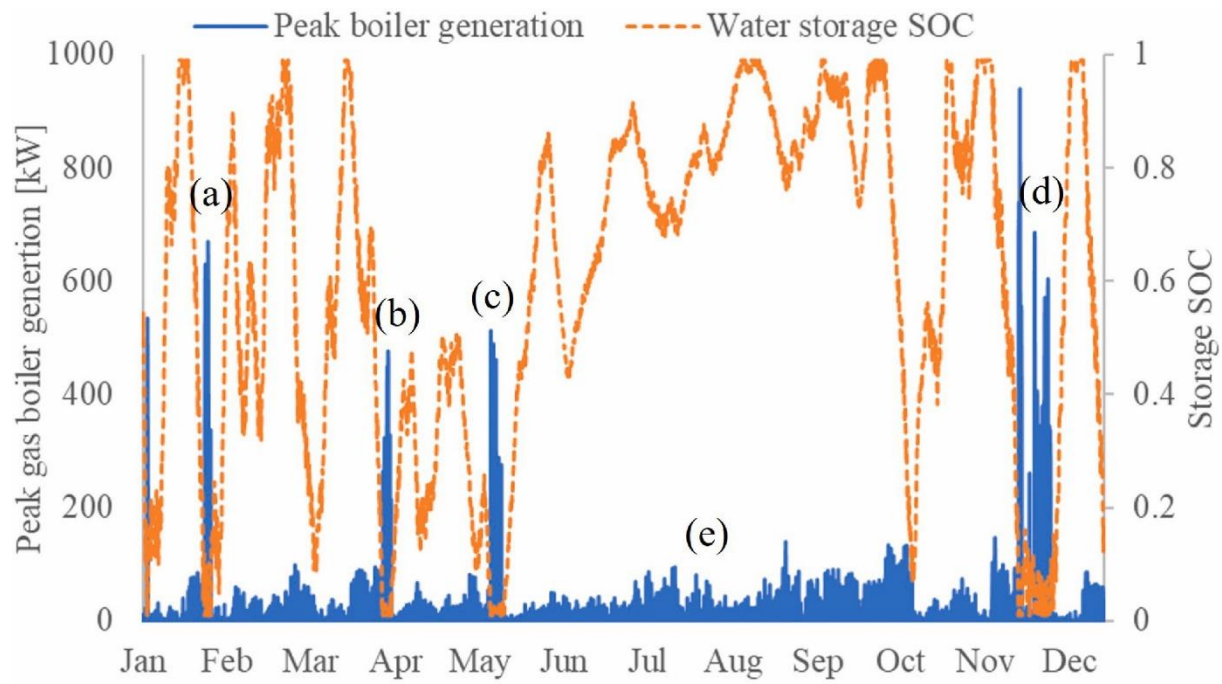 Peak boiler generation Water storage SOC
Peak gas boiler genertion [kW]
1000
800
600
400
200
0
(a)
(b)
(c)
(d)
(e)
1
0.8
0.6
0.4
0.2
0
Storage SOC
Jan Feb Mar Apr May Jun Jul Aug Sep Oct Nov Dec